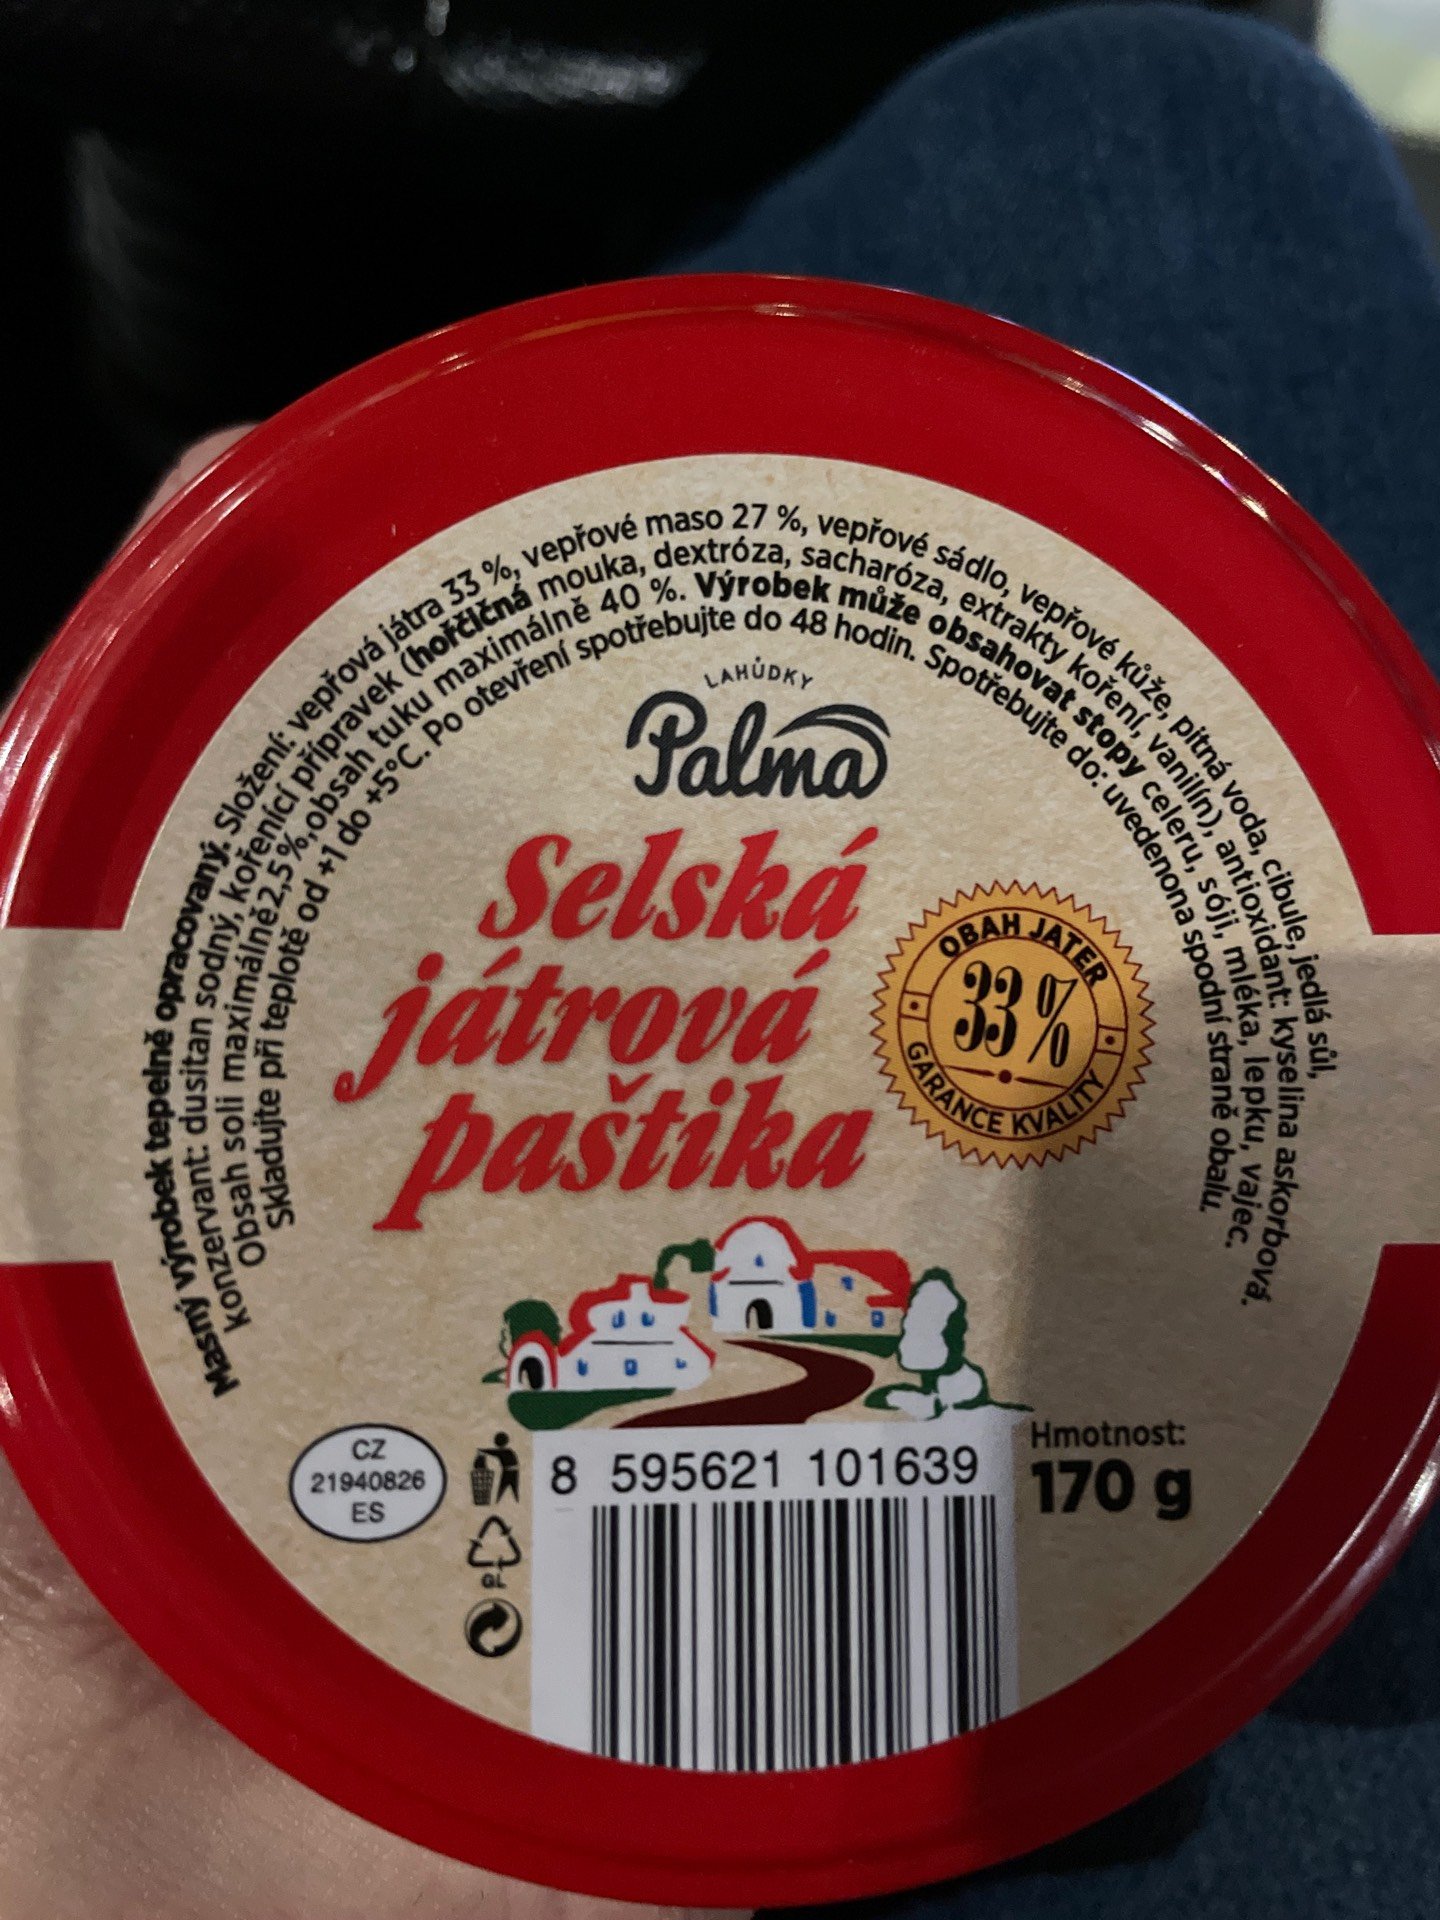 Masný výrobek tepelně opracovaný. Složení: vepřová játra 33 %, vepřové maso 27 %, vepřové sádlo, vepřové kůže, pitná voda, cibule, jedlá sůl,
konzervant: dusitan sodný, kořenící přípravek (hořčičná mouka, dextróza, sacharóza, extrakty koření, vanilín), antioxidant: kyselina askorbová.
Obsah soli maximálně 2,5 %, obsah tuku maximálně 40 %. Výrobek může obsahovat stopy celeru, sóji, mléka, lepku, vajec.
Skladujte při teplotě od +1 do +5°C. Po otevření spotřebujte do 48 hodin. Spotřebujte do: uvedenona spodní straně obalu.
LAHŮDKY
Palma
Selská
játrová
paštika
OBAH JATER
33 %
GARANCE KVALITY
CZ
21940826
ES
GL
8 595621 101639
Hmotnost:
170 g